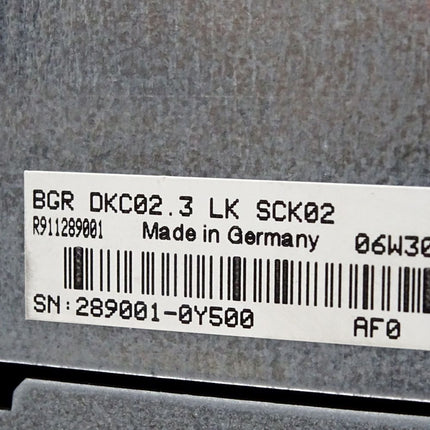 BGR DKC02.3 LK SCK02
R911289001 Made in Germany 06W30
SN:289001-0Y500 AF0